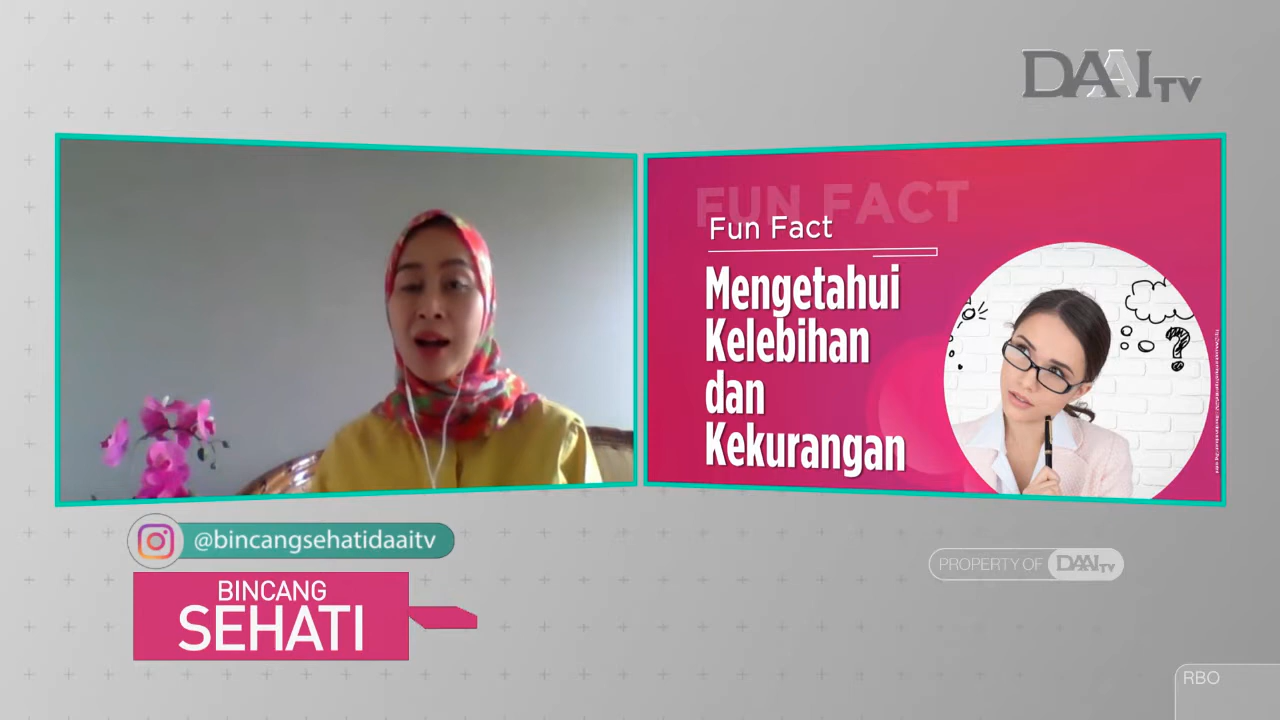 DAAI TV
FUN FACT
Fun Fact
Mengetahui
Kelebihan
dan
Kekurangan
?
@bincangsehatidaaitv
BINCANG
SEHATI
PROPERTY OF DAAI TV
RBO